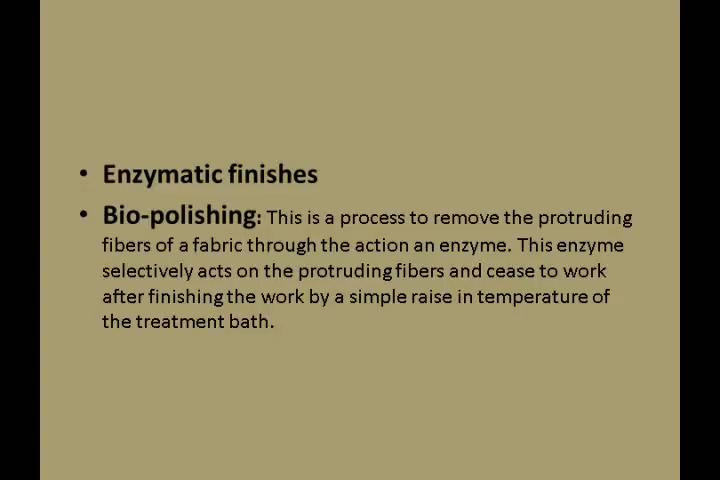 • Enzymatic finishes
• Bio-polishing: This is a process to remove the protruding
fibers of a fabric through the action an enzyme. This enzyme
selectively acts on the protruding fibers and cease to work
after finishing the work by a simple raise in temperature of
the treatment bath.